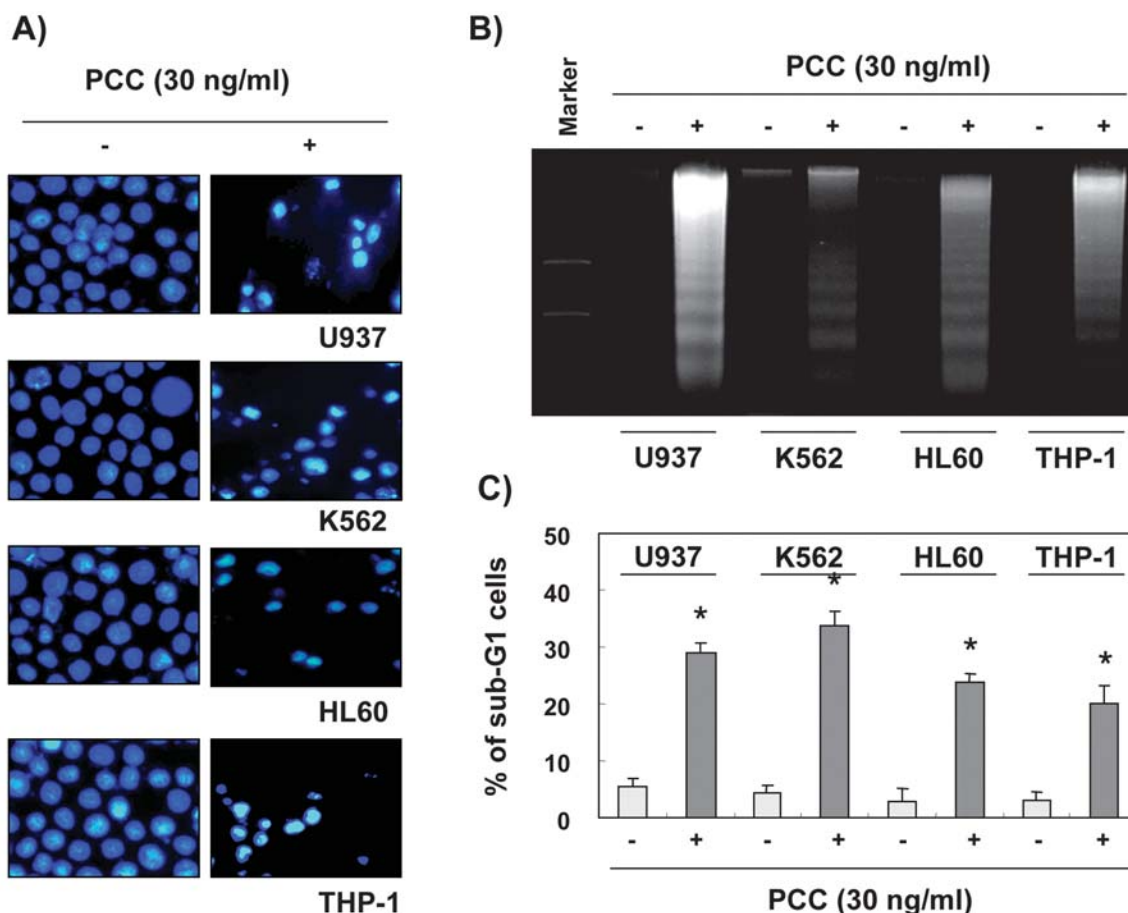 A)
PCC (30 ng/ml)
- +
U937
K562
HL60
THP-1
B)
PCC (30 ng/ml)
Marker
- + - + - + - +
U937 K562 HL60 THP-1
C)
% of sub-G1 cells
50
40
30
20
10
0
U937 K562 HL60 THP-1
* * * *
- + - + - + - +
PCC (30 ng/ml)